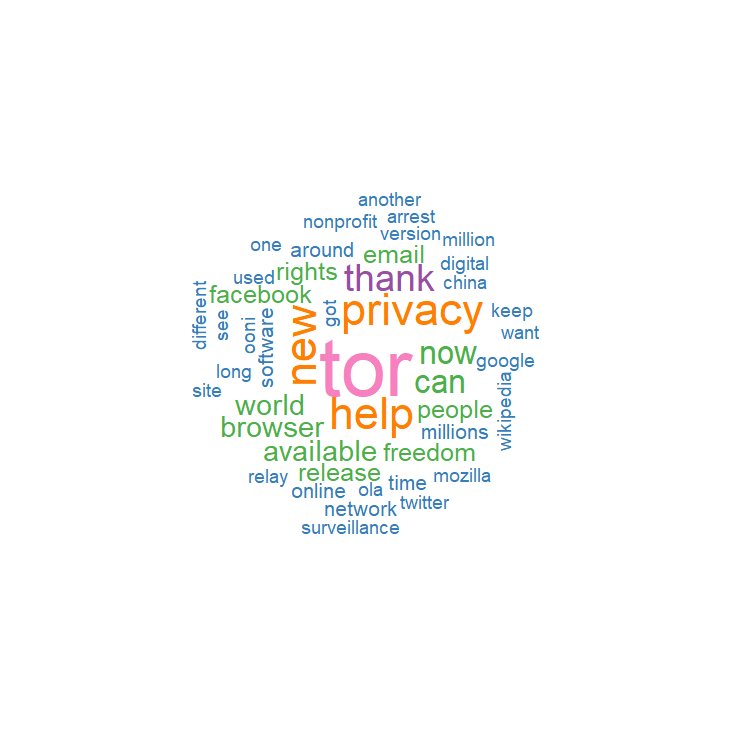 another
nonprofit
arrest
version
million
one
around
email
used
rights
thank
digital
china
facebook
different
see
ooni
software
new
got
privacy
keep
want
tor
now
google
long
site
can
wikipedia
world
help
people
browser
millions
available
freedom
relay
release
mozilla
online
ola
time
network
twitter
surveillance